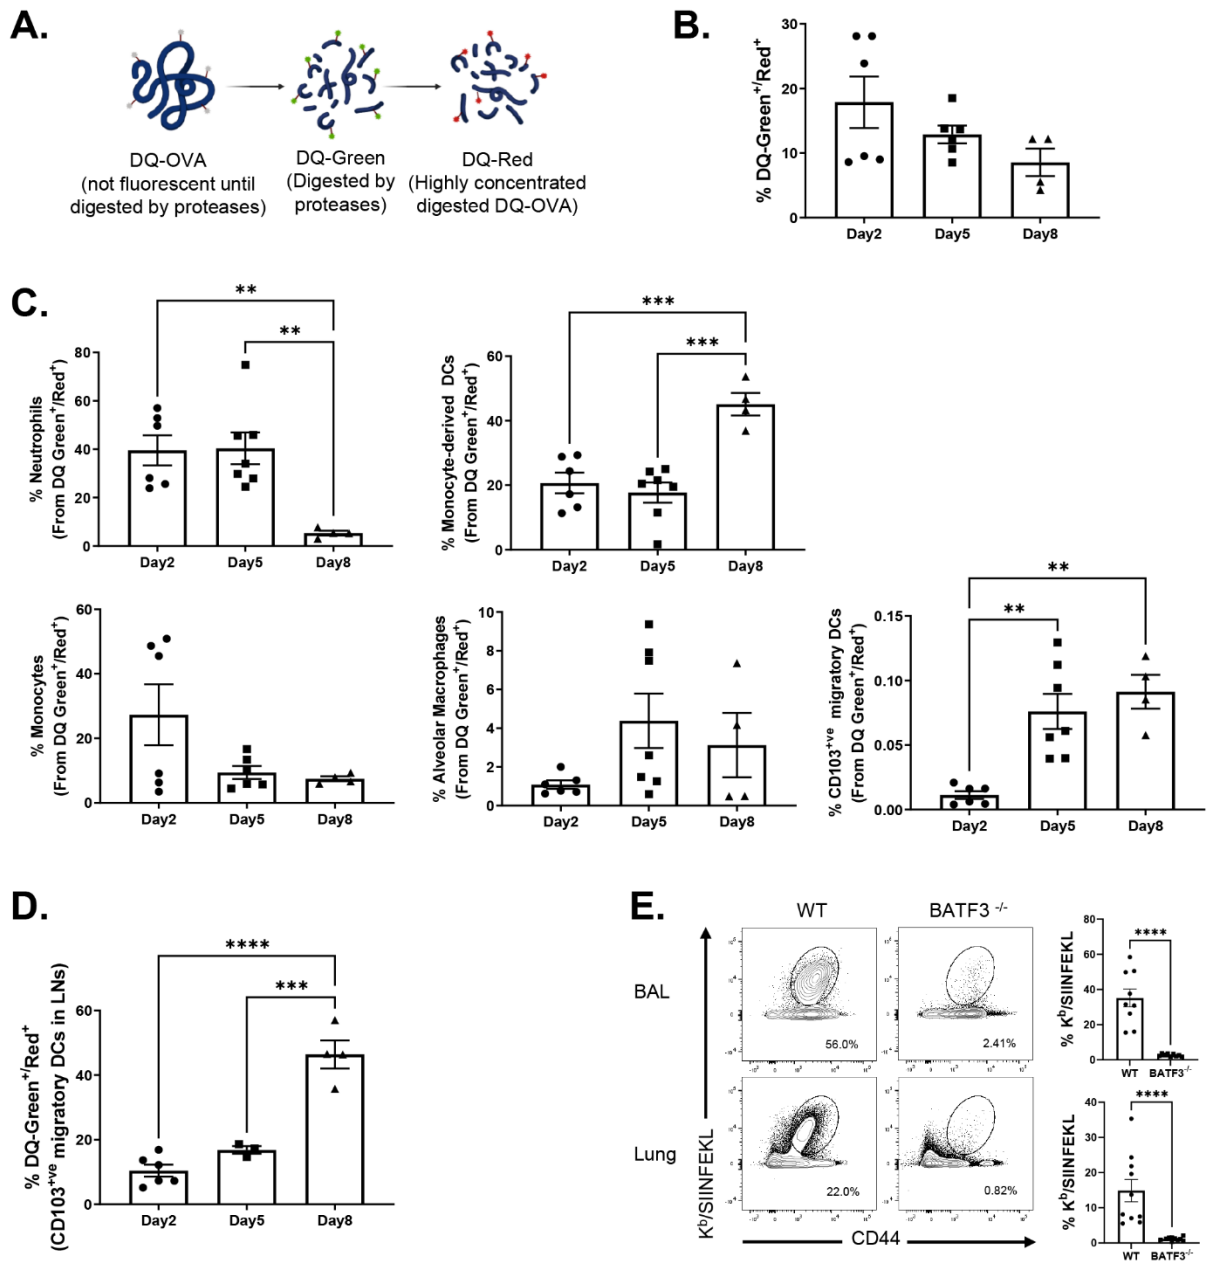 A.
DQ-OVA
(not fluorescent until
digested by proteases)
DQ-Green
(Digested by
proteases)
DQ-Red
(Highly concentrated
digested DQ-OVA)
B.
% DQ-Green+/Red+
30
20
10
0
Day2 Day5 Day8
C.
% Neutrophils
(From DQ Green+/Red+)
80
60
40
20
0
** 
**
Day2 Day5 Day8
% Monocyte-derived DCs
(From DQ Green+/Red+)
60
40
20
0
***
***
Day2 Day5 Day8
% Monocytes
(From DQ Green+/Red+)
60
40
20
0
Day2 Day5 Day8
% Alveolar Macrophages
(From DQ Green+/Red+)
10
8
6
4
2
0
Day2 Day5 Day8
% CD103+ve migratory DCs
(From DQ Green+/Red+)
0.15
0.10
0.05
0.00
**
**
Day2 Day5 Day8
D.
% DQ-Green+/Red+
(CD103+ve migratory DCs in LNs)
60
40
20
0
****
***
Day2 Day5 Day8
E.
WT BATF3 -/-
BAL
56.0% 2.41%
Lung
22.0% 0.82%
Kb/SIINFEKL
CD44
% Kb/SIINFEKL
80
60
40
20
0
****
WT BATF3-/-
% Kb/SIINFEKL
40
30
20
10
0
****
WT BATF3-/-